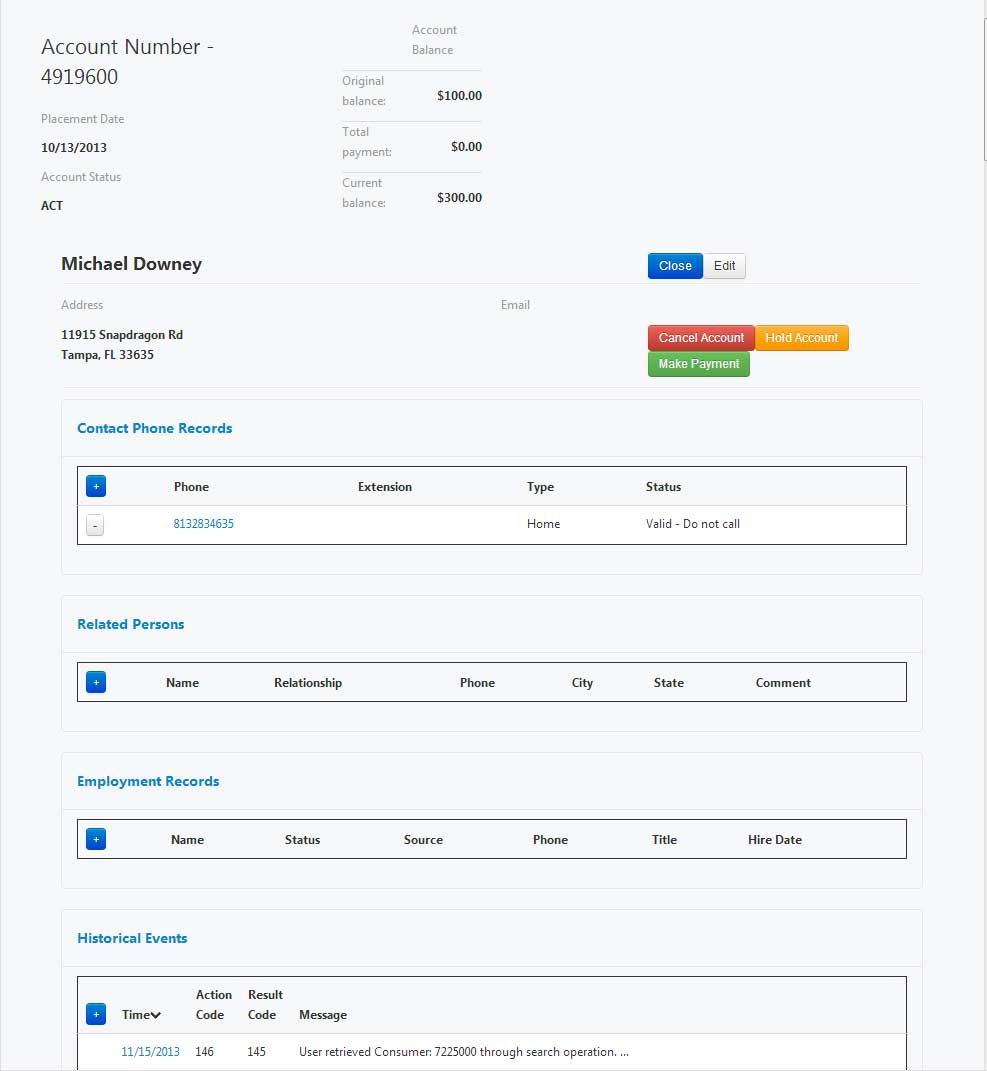 Account Number -
4919600
Placement Date
10/13/2013
Account Status
ACT
Account
Balance
Original
balance: $100.00
Total
payment: $0.00
Current
balance: $300.00
Michael Downey
Close Edit
Address Email
11915 Snapdragon Rd
Tampa, FL 33635
Cancel Account Hold Account
Make Payment
Contact Phone Records
+ Phone Extension Type Status
- 8132834635 Home Valid - Do not call
Related Persons
+ Name Relationship Phone City State Comment
Employment Records
+ Name Status Source Phone Title Hire Date
Historical Events
Action Result
+ Time Code Code Message
11/15/2013 146 145 User retrieved Consumer: 7225000 through search operation. ...